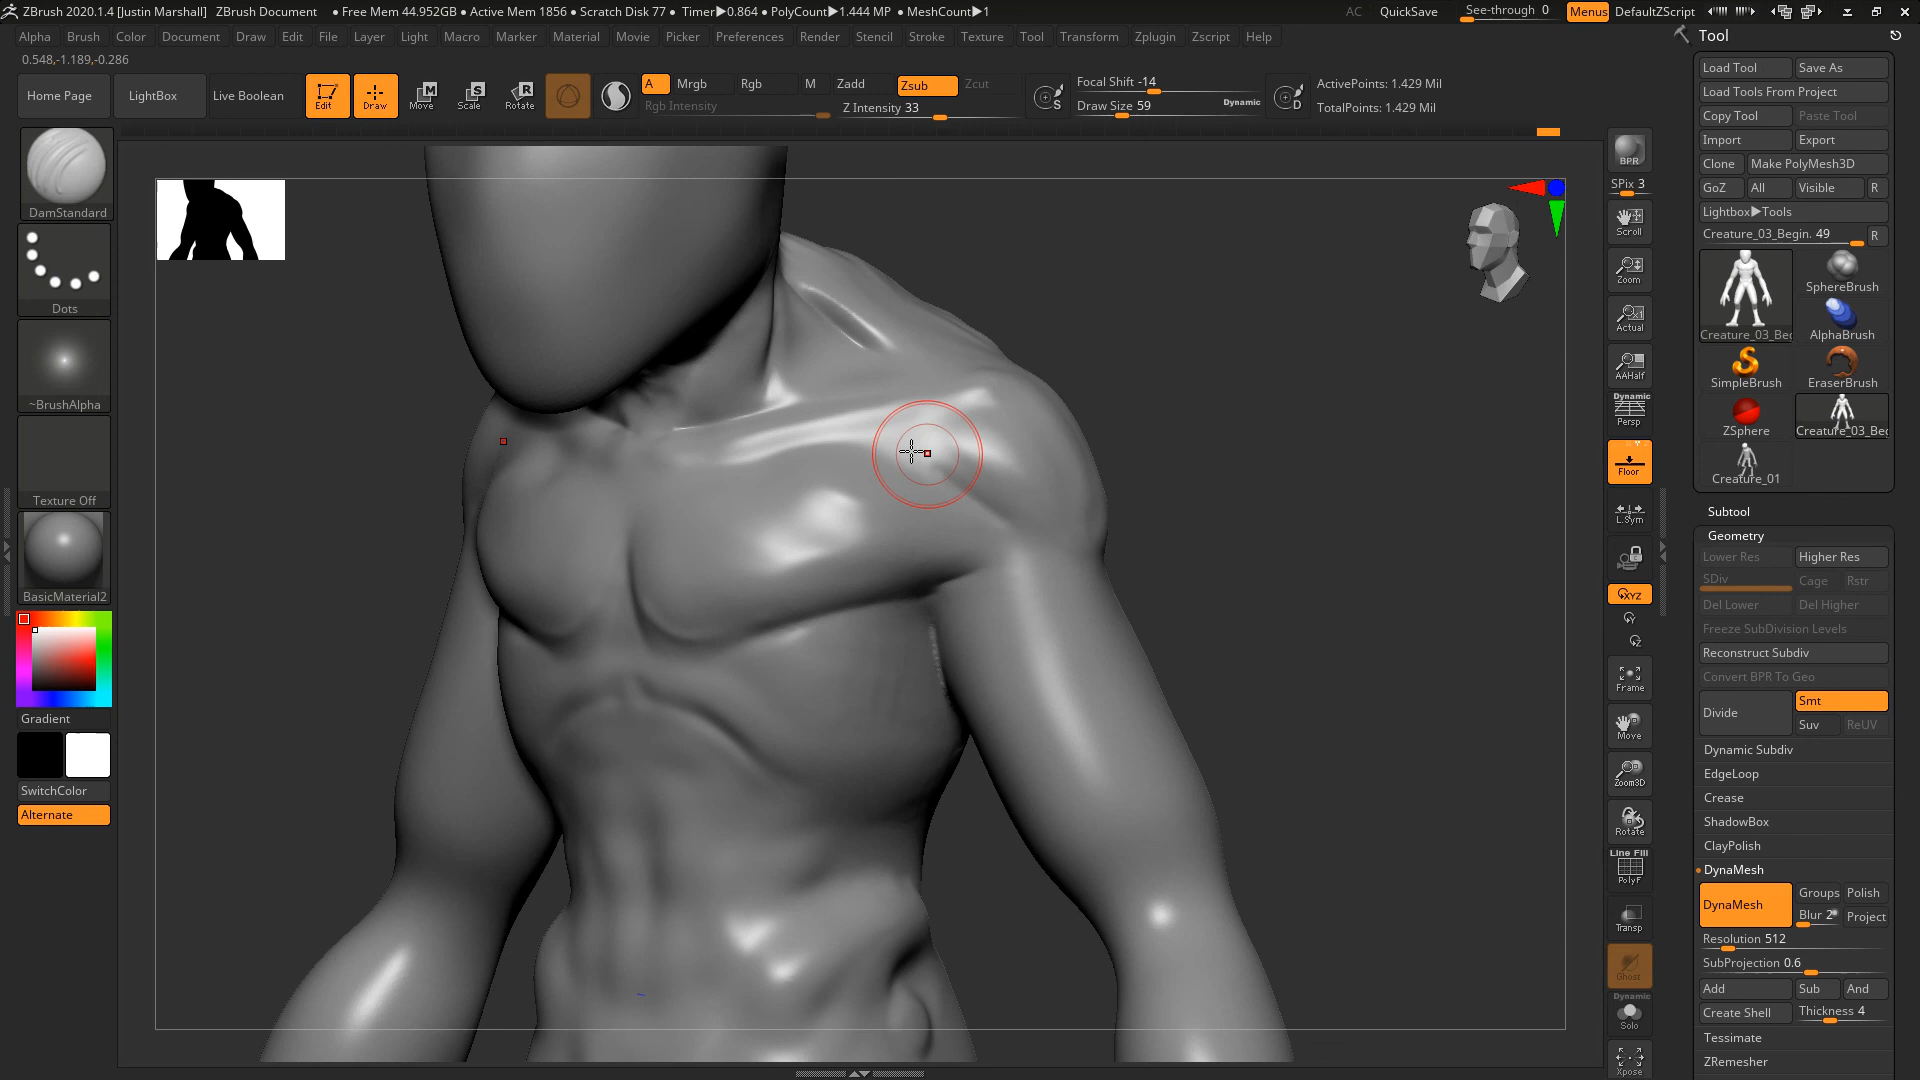 ZBrush 2020.1.4 [Justin Marshall] ZBrush Document ● Free Mem 44.952GB ● Active Mem 1856 ● Scratch Disk 77 ● Timer▶0.864 ● PolyCount▶1.444 MP ● MeshCount▶1 AC QuickSave See-through 0 Menus DefaultZScript
Alpha Brush Color Document Draw Edit File Layer Light Macro Marker Material Movie Picker Preferences Render Stencil Stroke Texture Tool Transform Zplugin Zscript Help
0.548,-1.189,-0.286
Home Page LightBox Live Boolean Edit Draw Move Scale Rotate
A Mrgb Rgb M Zadd Zsub Zcut
Rgb Intensity Z Intensity 33
S Focal Shift -14
Draw Size 59 Dynamic
D ActivePoints: 1.429 Mil
TotalPoints: 1.429 Mil
DamStandard
Dots
~BrushAlpha
Texture Off
BasicMaterial2
Gradient
SwitchColor
Alternate
BPR
SPix 3
Scroll
Zoom
Actual
AAHalf
Dynamic
Persp
Floor
L.Sym
XYZ
Y
Z
Frame
Move
Zoom3D
Rotate
Line Fill
PolyF
Transp
Ghost
Dynamic
Solo
Xpose
Tool
Load Tool Save As
Load Tools From Project
Copy Tool Paste Tool
Import Export
Clone Make PolyMesh3D
GoZ All Visible R
Lightbox▶Tools
Creature_03_Begin. 49 R
SphereBrush
Creature_03_Bec AlphaBrush
SimpleBrush EraserBrush
ZSphere Creature_03_Bec
Creature_01
Subtool
Geometry
Lower Res Higher Res
SDiv Cage Rstr
Del Lower Del Higher
Freeze SubDivision Levels
Reconstruct Subdiv
Convert BPR To Geo
Divide Smt
Suv ReUV
Dynamic Subdiv
EdgeLoop
Crease
ShadowBox
ClayPolish
DynaMesh
DynaMesh Groups Polish
Blur 2 Project
Resolution 512
SubProjection 0.6
Add Sub And
Create Shell Thickness 4
Tessimate
ZRemesher